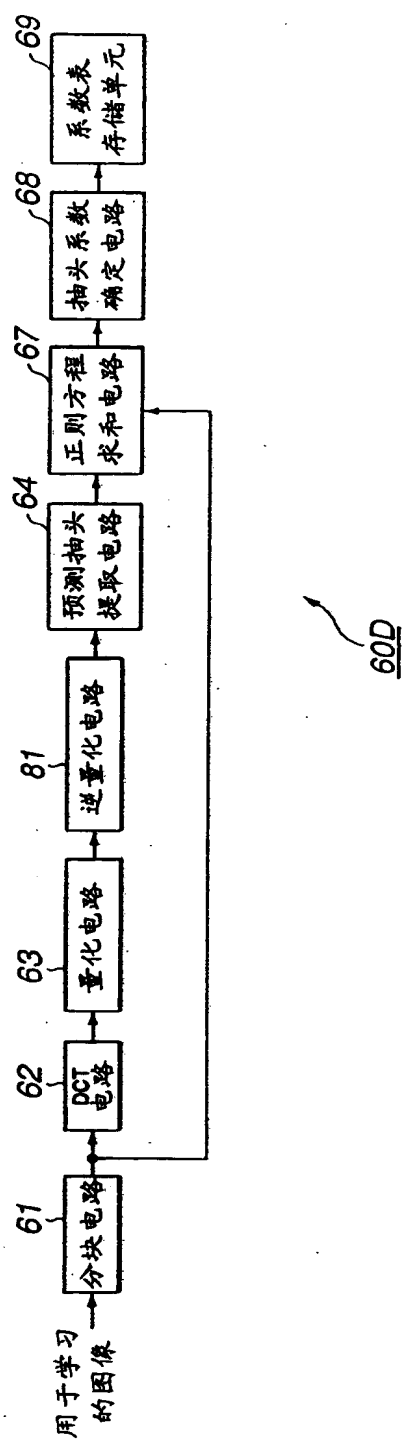 用于学习
的图像
61
分块电路
62
DCT
电路
63
量化电路
81
逆量化电路
64
预测抽头
提取电路
67
正则方程
求和电路
68
抽头系数
确定电路
69
系数表
存储单元
60D